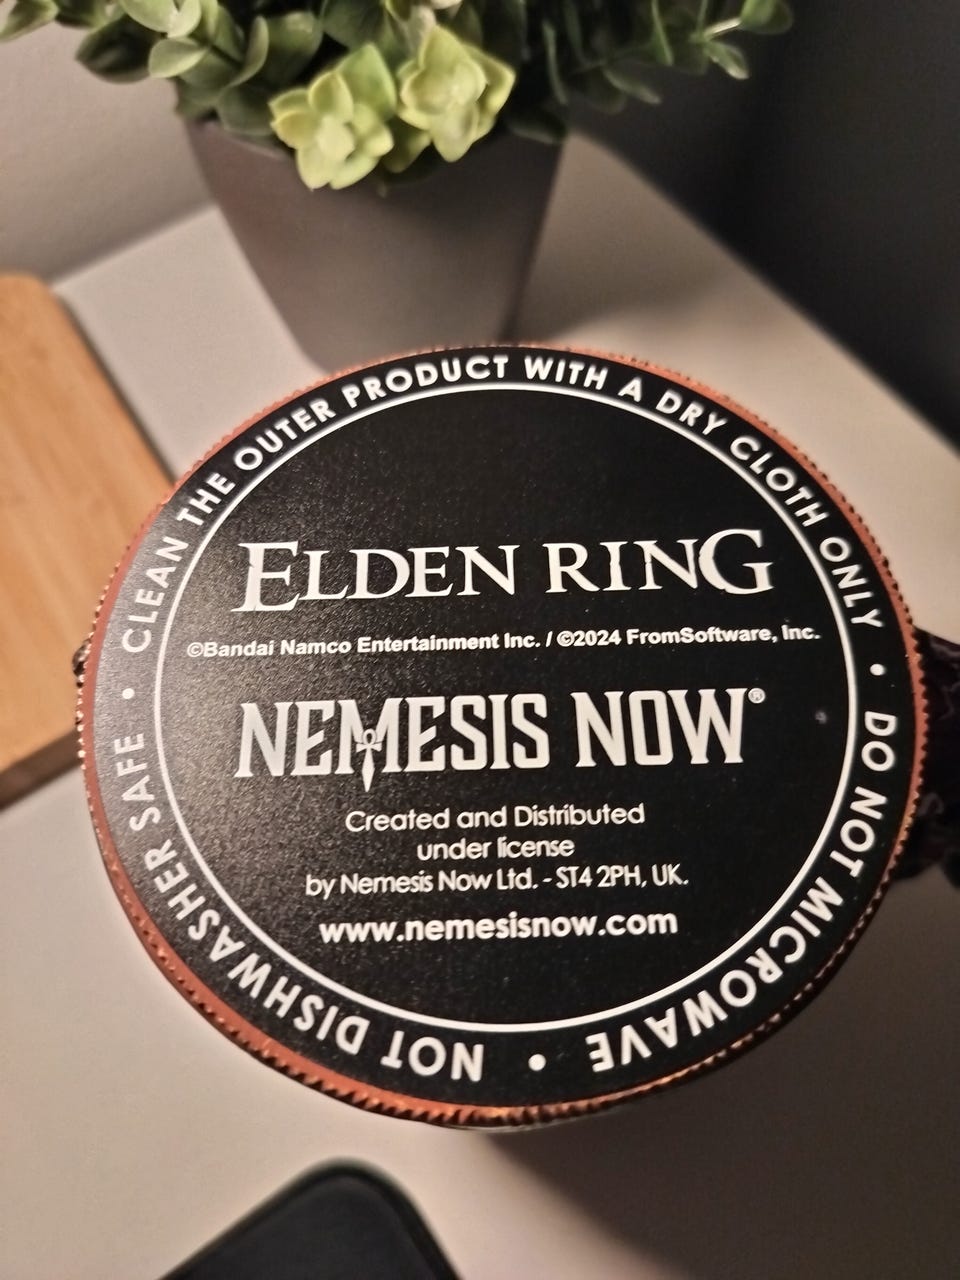 CLEAN THE OUTER PRODUCT WITH A DRY CLOTH ONLY • DO NOT MICROWAVE • NOT DISHWASHER SAFE •
ELDEN RING
©Bandai Namco Entertainment Inc. / ©2024 FromSoftware, Inc.
NEMESIS NOW®
Created and Distributed
under license
by Nemesis Now Ltd. - ST4 2PH, UK.
www.nemesisnow.com